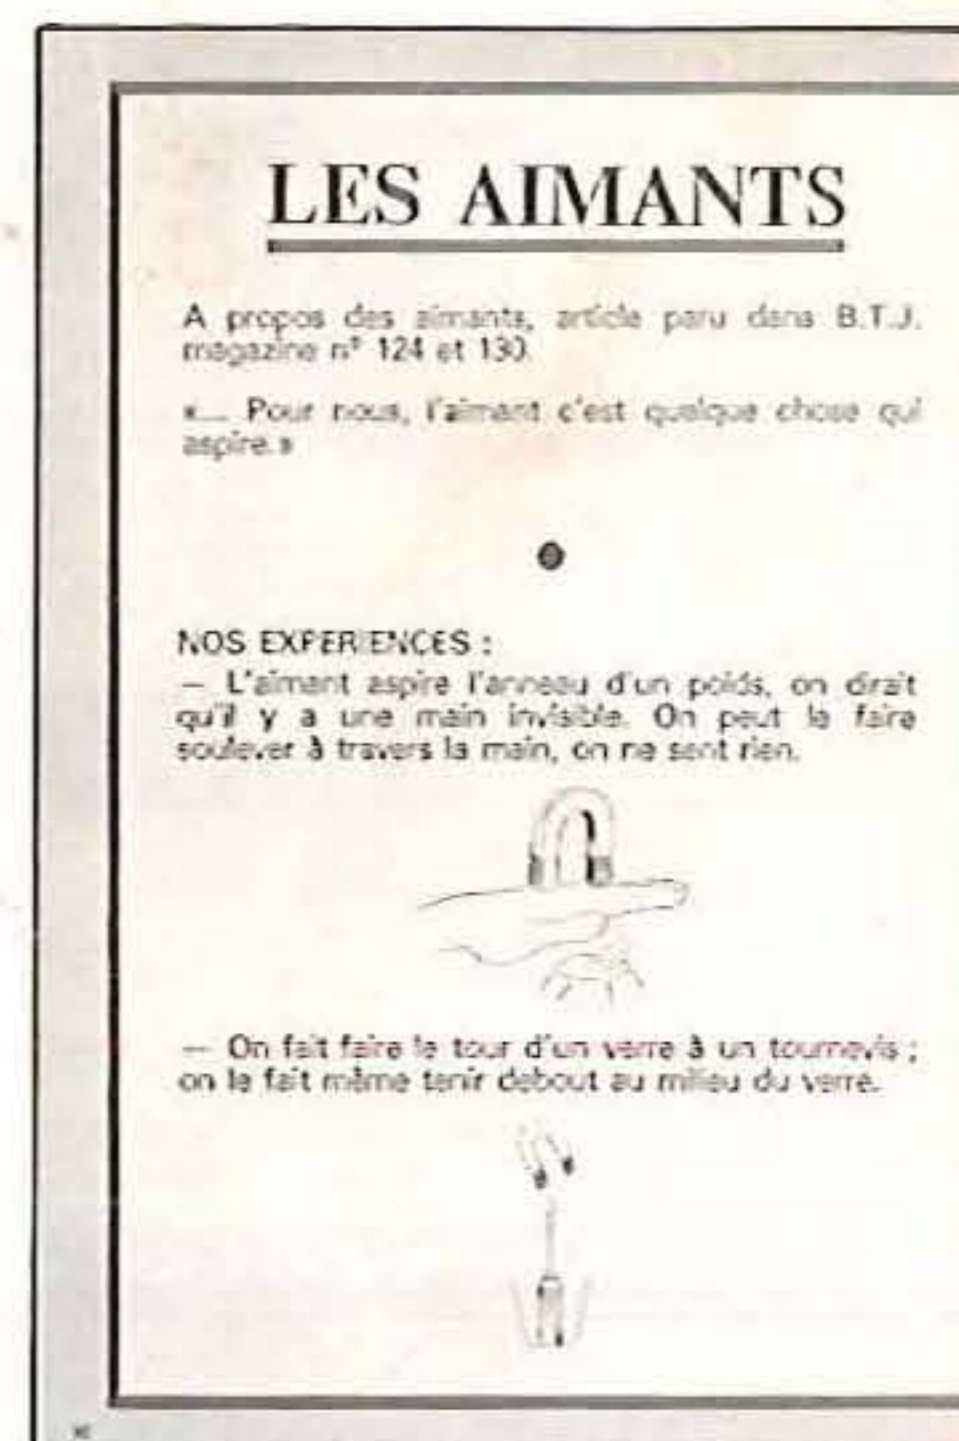 LES AIMANTS
A propos des aimants, article paru dans B.T.J.
magazine n° 124 et 130.
«... Pour nous, l'aimant c'est quelque chose qui
aspire.»
NOS EXPERIENCES :
— L'aimant aspire l'anneau d'un poids, on dirait
qu'il y a une main invisible. On peut le faire
soulever à travers la main, on ne sent rien.
— On fait faire le tour d'un verre à un tournevis ;
on le fait même tenir debout au milieu du verre.